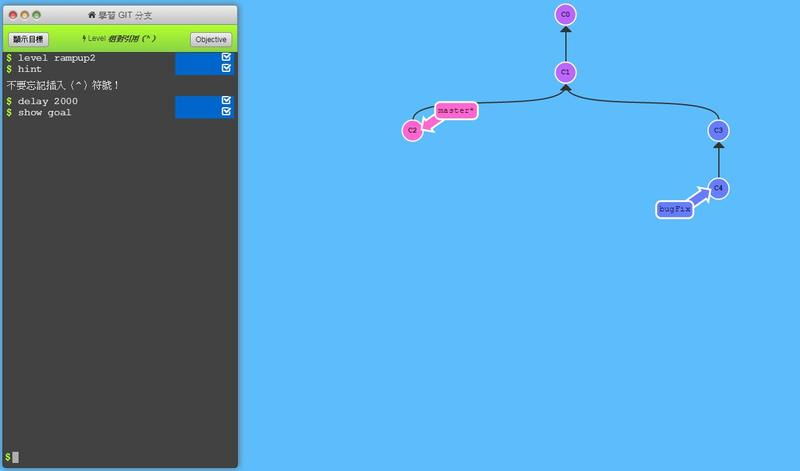 學習 GIT 分支
顯示目標
Level 相對引用 (^)
Objective
$ level rampup2
$ hint
不要忘記插入（^）符號！
$ delay 2000
$ show goal
$
C0
C1
master*
C2
C3
C4
bugFix